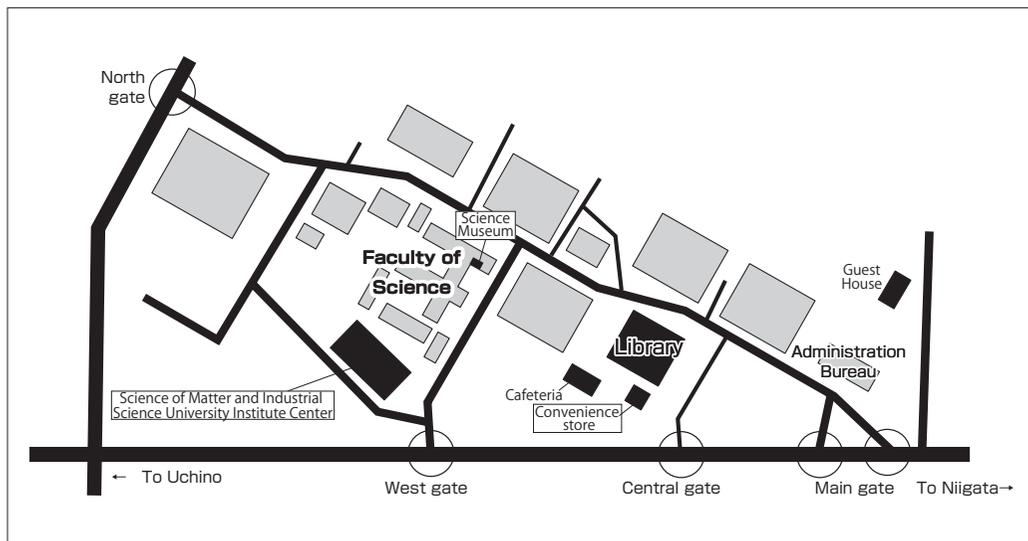 North
gate
Science
Museum
Faculty of
Science
Guest
House
Library
Administration
Bureau
Cafeteria
Convenience
store
Science of Matter and Industrial
Science University Institute Center
← To Uchino
West gate
Central gate
Main gate
To Niigata→